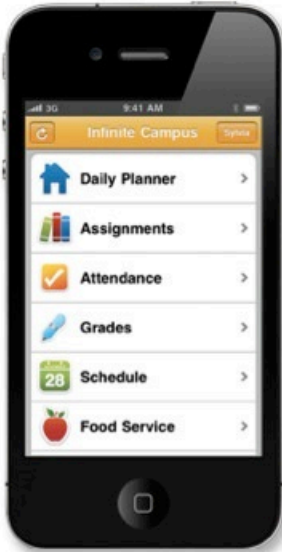 3G 9:41 AM
Infinite Campus Sylvia
Daily Planner
Assignments
Attendance
Grades
28 Schedule
Food Service